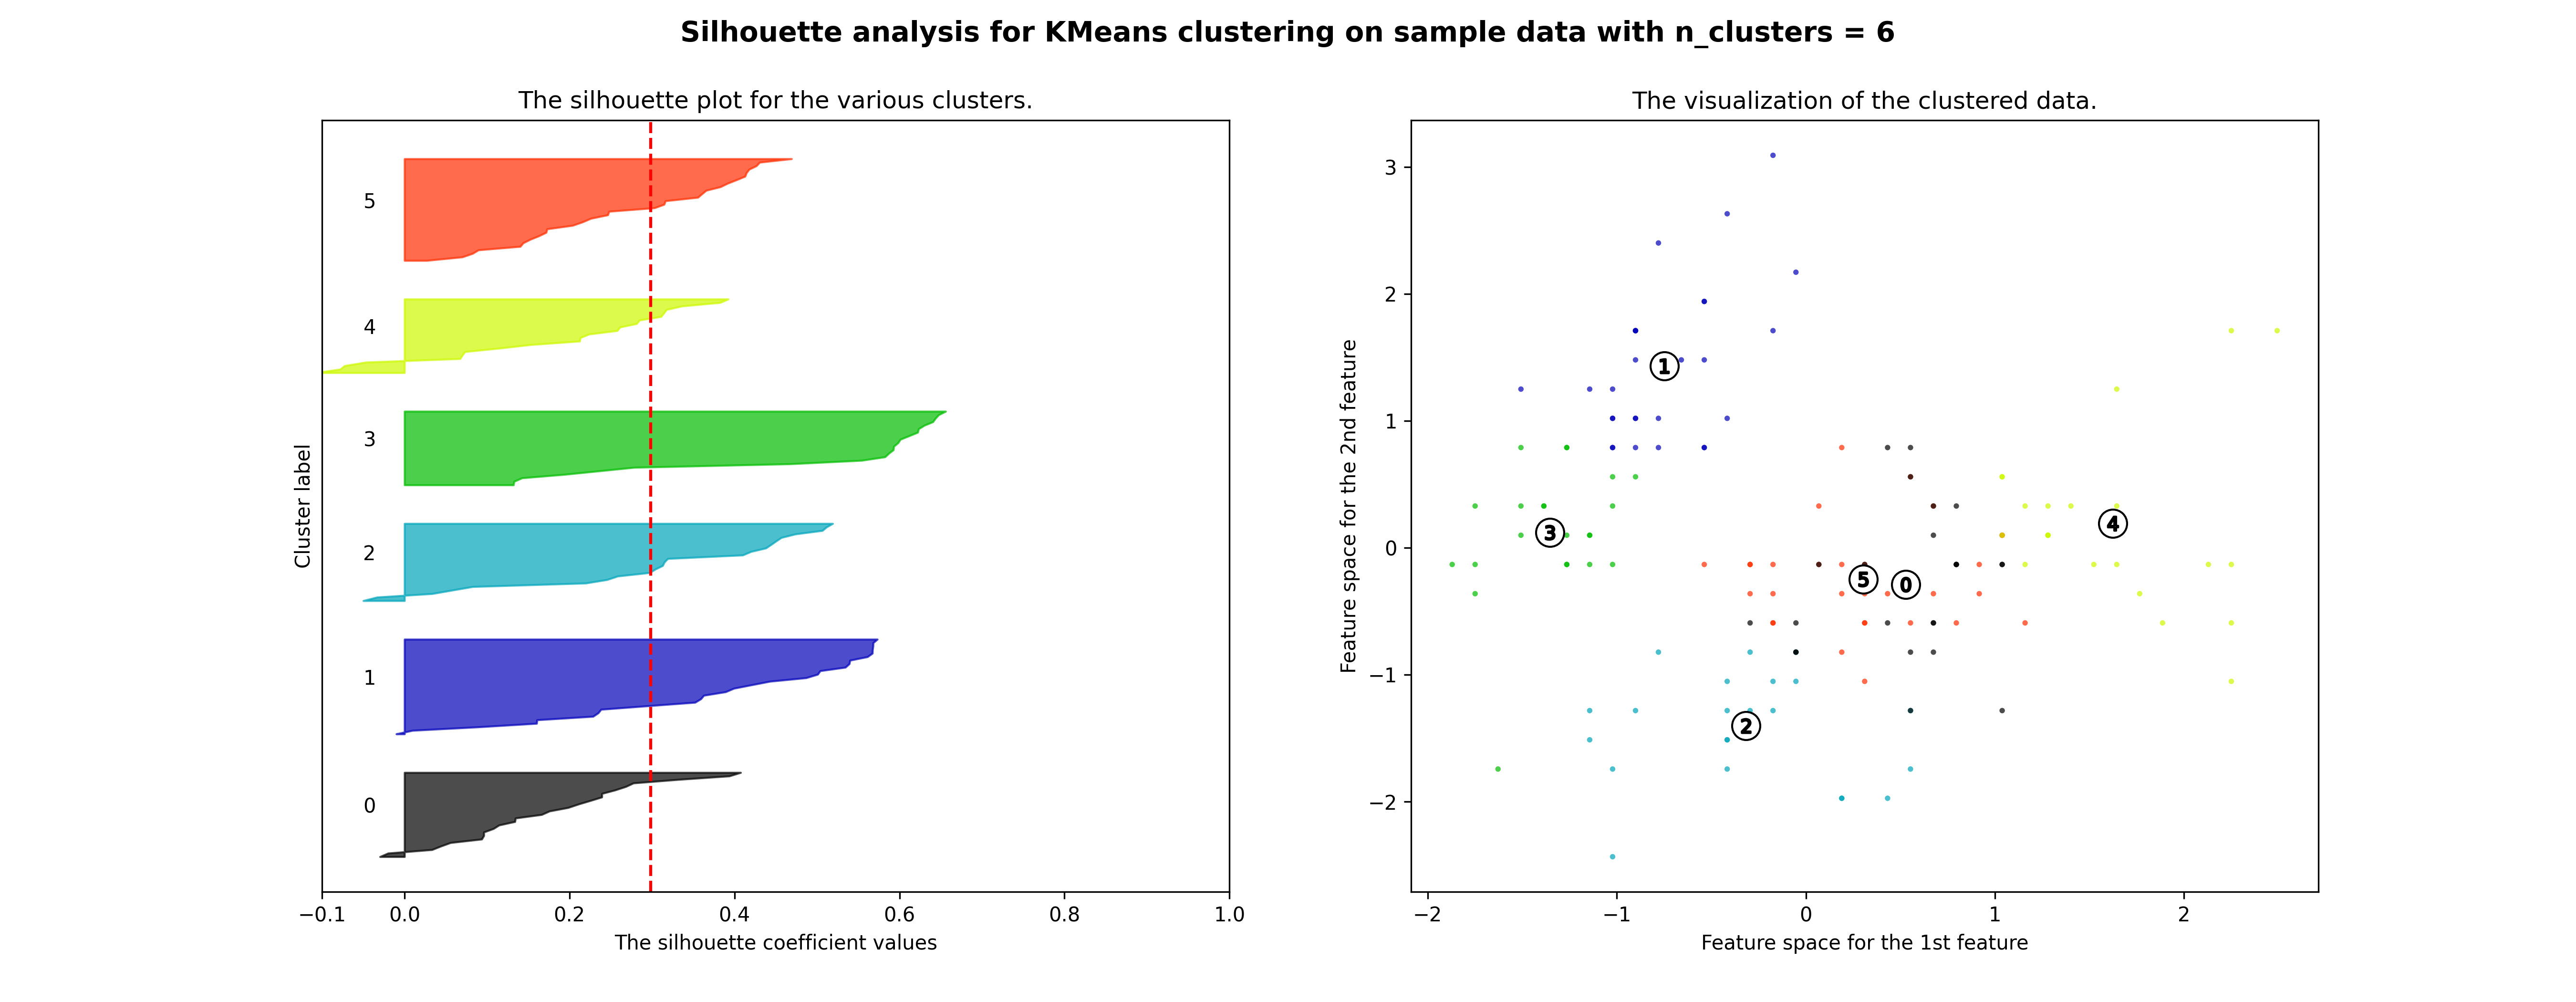 Silhouette analysis for KMeans clustering on sample data with n_clusters = 6
The silhouette plot for the various clusters.
Cluster label
5
4
3
2
1
0
−0.1 0.0 0.2 0.4 0.6 0.8 1.0
The silhouette coefficient values
The visualization of the clustered data.
Feature space for the 2nd feature
3
2
1
0
−1
−2
1
3
4
5
0
2
−2 −1 0 1 2
Feature space for the 1st feature